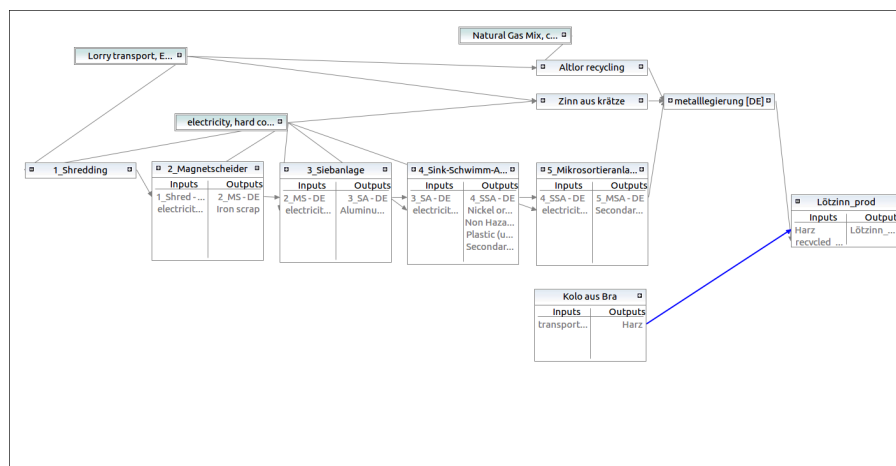 Natural Gas Mix, c...
Lorry transport, E...
Altlor recycling
Zinn aus krätze
metalllegierung [DE]
electricity, hard co...
1_Shredding
2_Magnetscheider
Inputs Outputs
1_Shred - ... 2_MS - DE
electricit... Iron scrap
3_Siebanlage
Inputs Outputs
2_MS - DE 3_SA - DE
electricit... Aluminu...
4_Sink-Schwimm-A...
Inputs Outputs
3_SA - DE 4_SSA - DE
electricit... Nickel or...
Non Haza...
Plastic (u...
Secondar...
5_Mikrosortieranla...
Inputs Outputs
4_SSA - DE 5_MSA - DE
electricit... Secondar...
Lötzinn_prod
Inputs Output
Harz Lötzinn_...
recycled
Kolo aus Bra
Inputs Outputs
transport... Harz